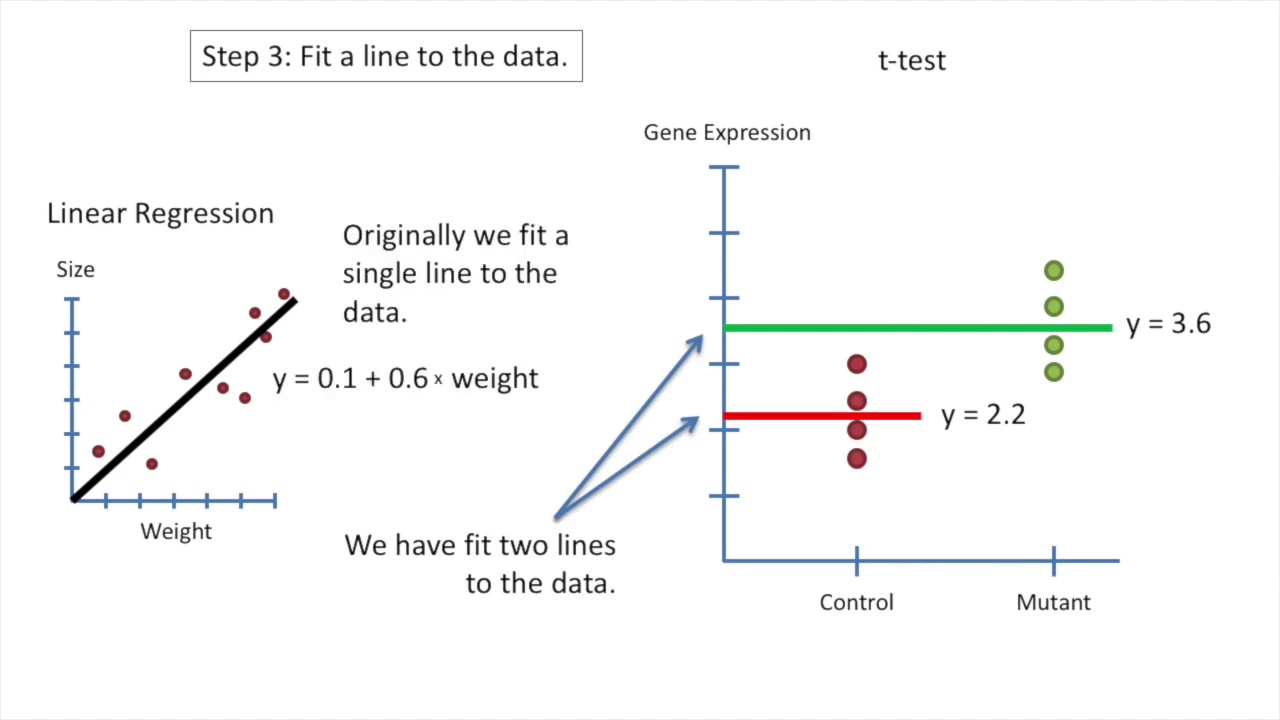 Step 3: Fit a line to the data.
t-test
Linear Regression
Size
Weight
Originally we fit a
single line to the
data.
y = 0.1 + 0.6 x weight
We have fit two lines
to the data.
Gene Expression
y = 3.6
y = 2.2
Control
Mutant